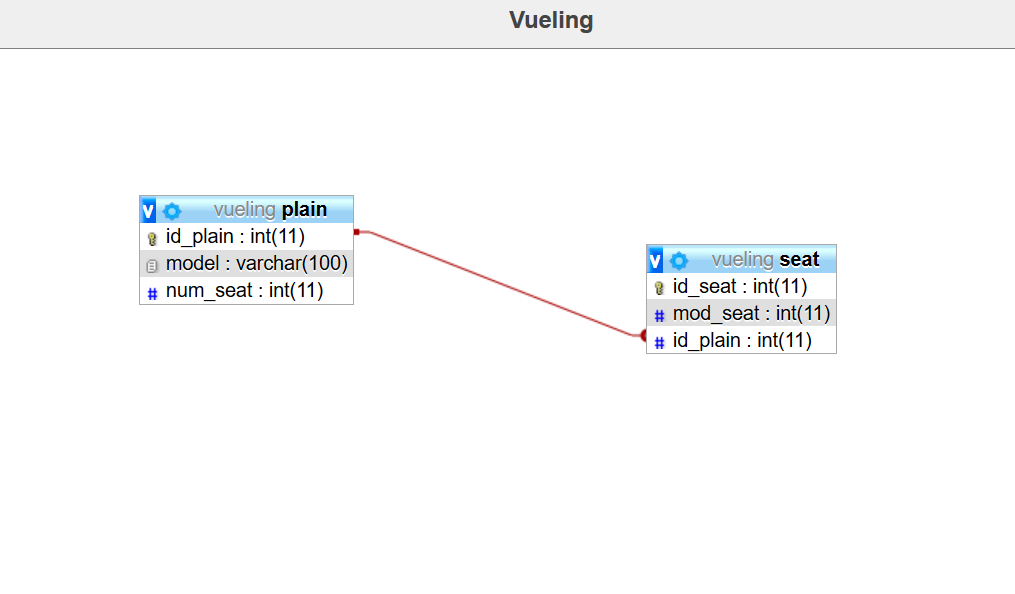 Vueling
v vueling plain
id_plain : int(11)
model : varchar(100)
# num_seat : int(11)
v vueling seat
id_seat : int(11)
# mod_seat : int(11)
# id_plain : int(11)